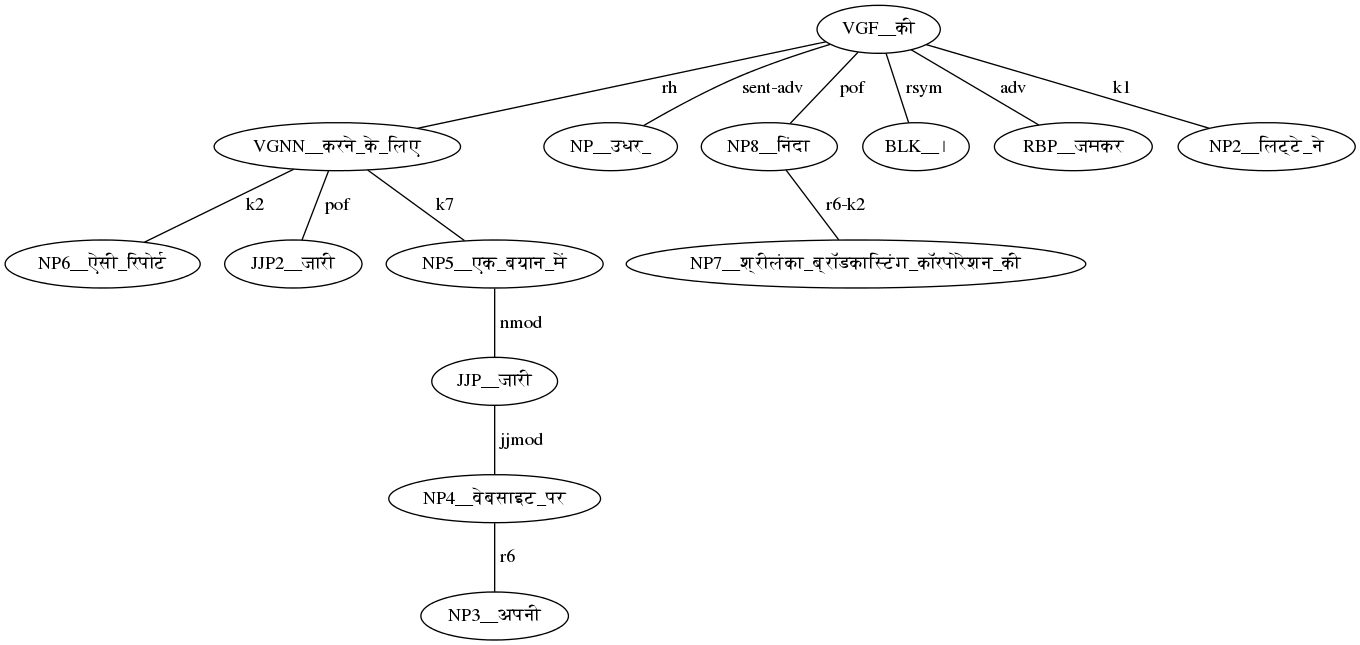 VGF__की
rh
sent-adv
pof
rsym
adv
k1
VGNN__करने_के_लिए
NP__उधर_
NP8__निंदा
BLK__।
RBP__जमकर
NP2__लिट्टे_ने
k2
pof
k7
r6-k2
NP6__ऐसी_रिपोर्ट
JJP2__जारी
NP5__एक_बयान_में
NP7__श्रीलंका_ब्रॉडकास्टिंग_कॉरपोरेशन_की
nmod
JJP__जारी
jjmod
NP4__वेबसाइट_पर
r6
NP3__अपनी